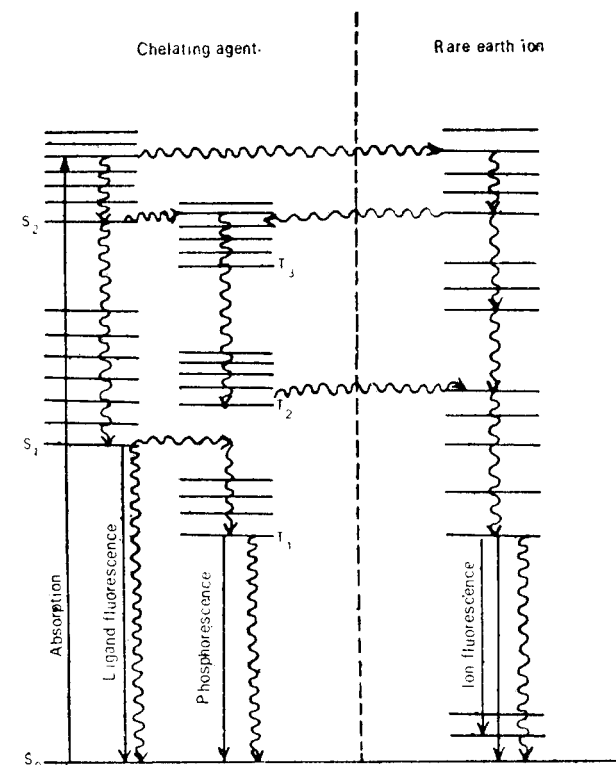 Chelating agent.
Rare earth ion
S2
T3
T2
S1
T1
Absorption
Ligand fluorescence
Phosphorescence
Ion fluorescence
S0